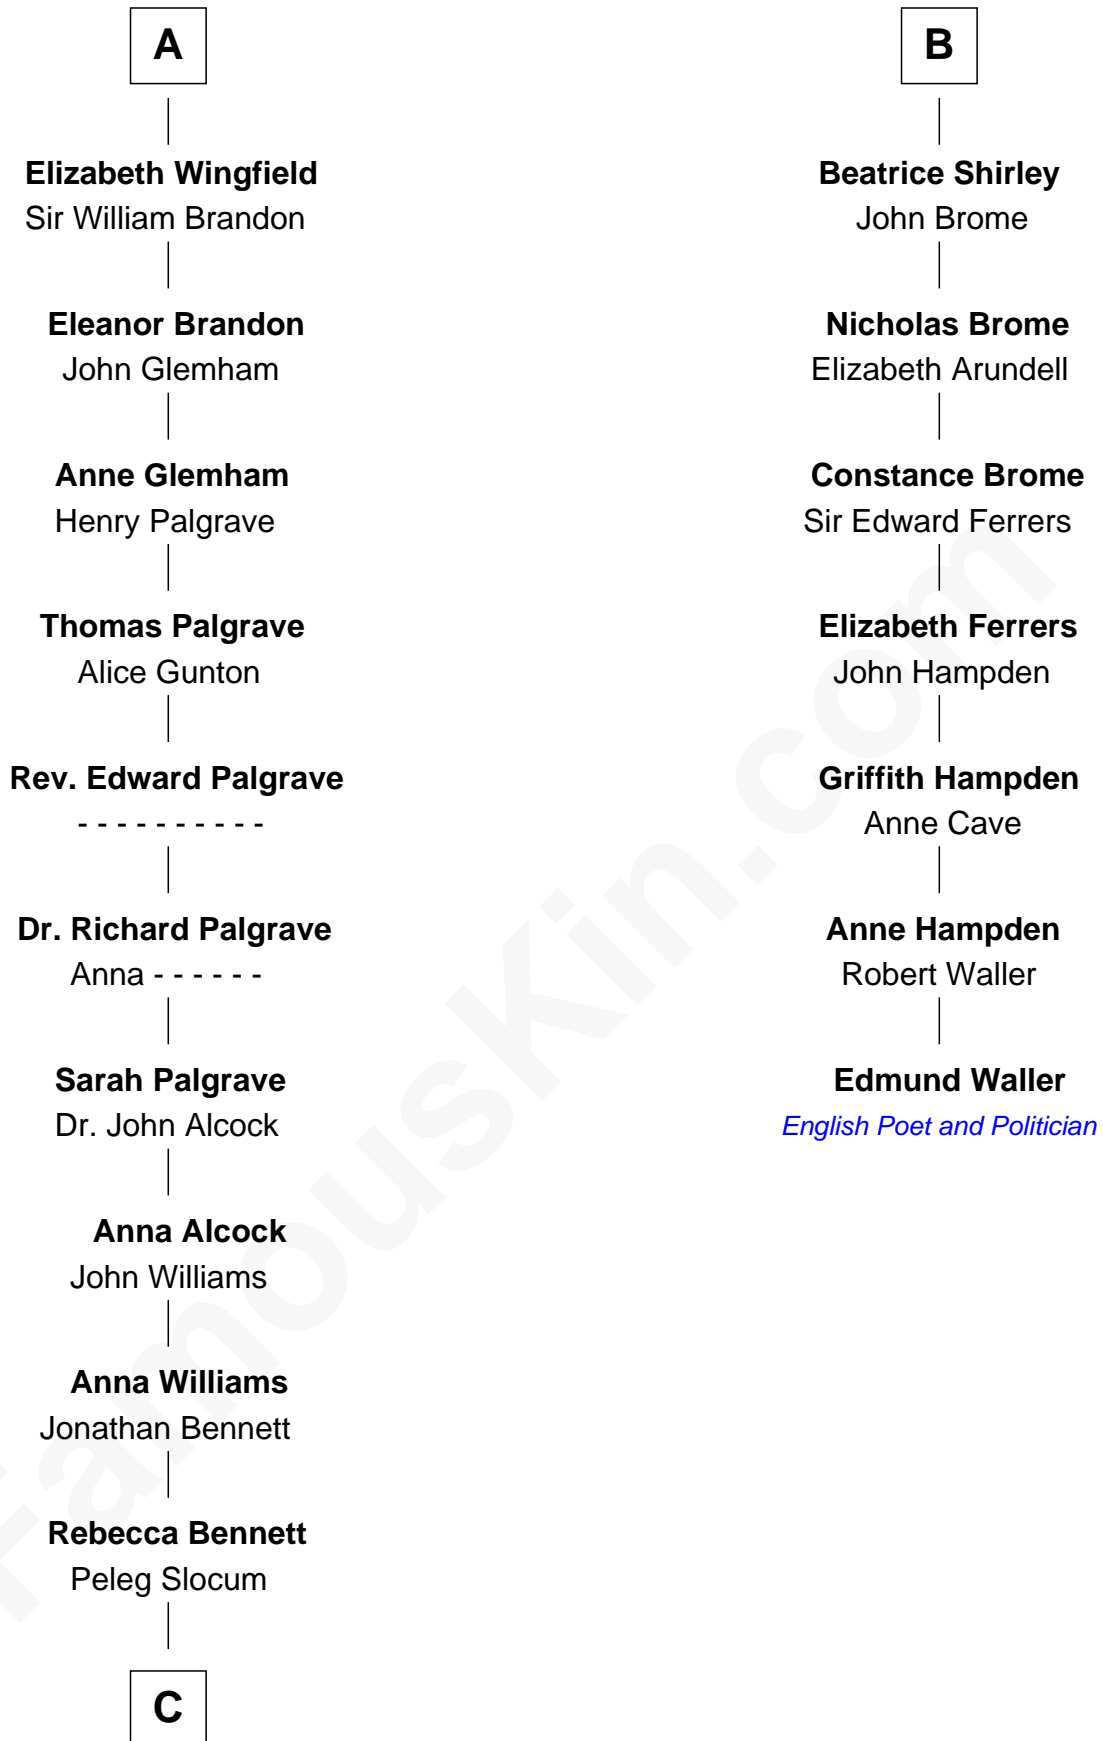 A
Elizabeth Wingfield
Sir William Brandon
Eleanor Brandon
John Glemham
Anne Glemham
Henry Palgrave
Thomas Palgrave
Alice Gunton
Rev. Edward Palgrave
- - - - - - - - - -
Dr. Richard Palgrave
Anna - - - - - -
Sarah Palgrave
Dr. John Alcock
Anna Alcock
John Williams
Anna Williams
Jonathan Bennett
Rebecca Bennett
Peleg Slocum
C
B
Beatrice Shirley
John Brome
Nicholas Brome
Elizabeth Arundell
Constance Brome
Sir Edward Ferrers
Elizabeth Ferrers
John Hampden
Griffith Hampden
Anne Cave
Anne Hampden
Robert Waller
Edmund Waller
English Poet and Politician
FamousKin.com